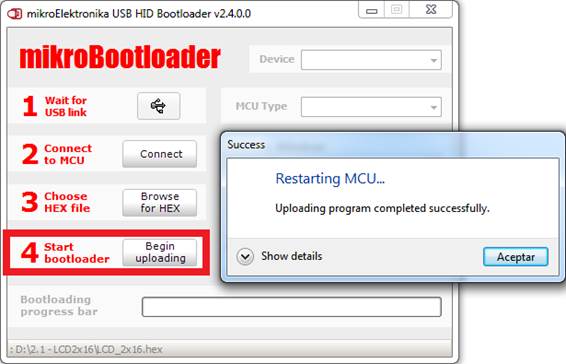 mikroElektronika USB HID Bootloader v2.4.0.0
mikroBootloader
Device
1 Wait for
USB link
MCU Type
2 Connect
to MCU
Connect
3 Choose
HEX file
Browse
for HEX
4 Start
bootloader
Begin
uploading
Success
Restarting MCU...
Uploading program completed successfully.
Show details
Aceptar
Bootloading
progress bar
: D:\2.1 - LCD2x16\LCD_2x16.hex